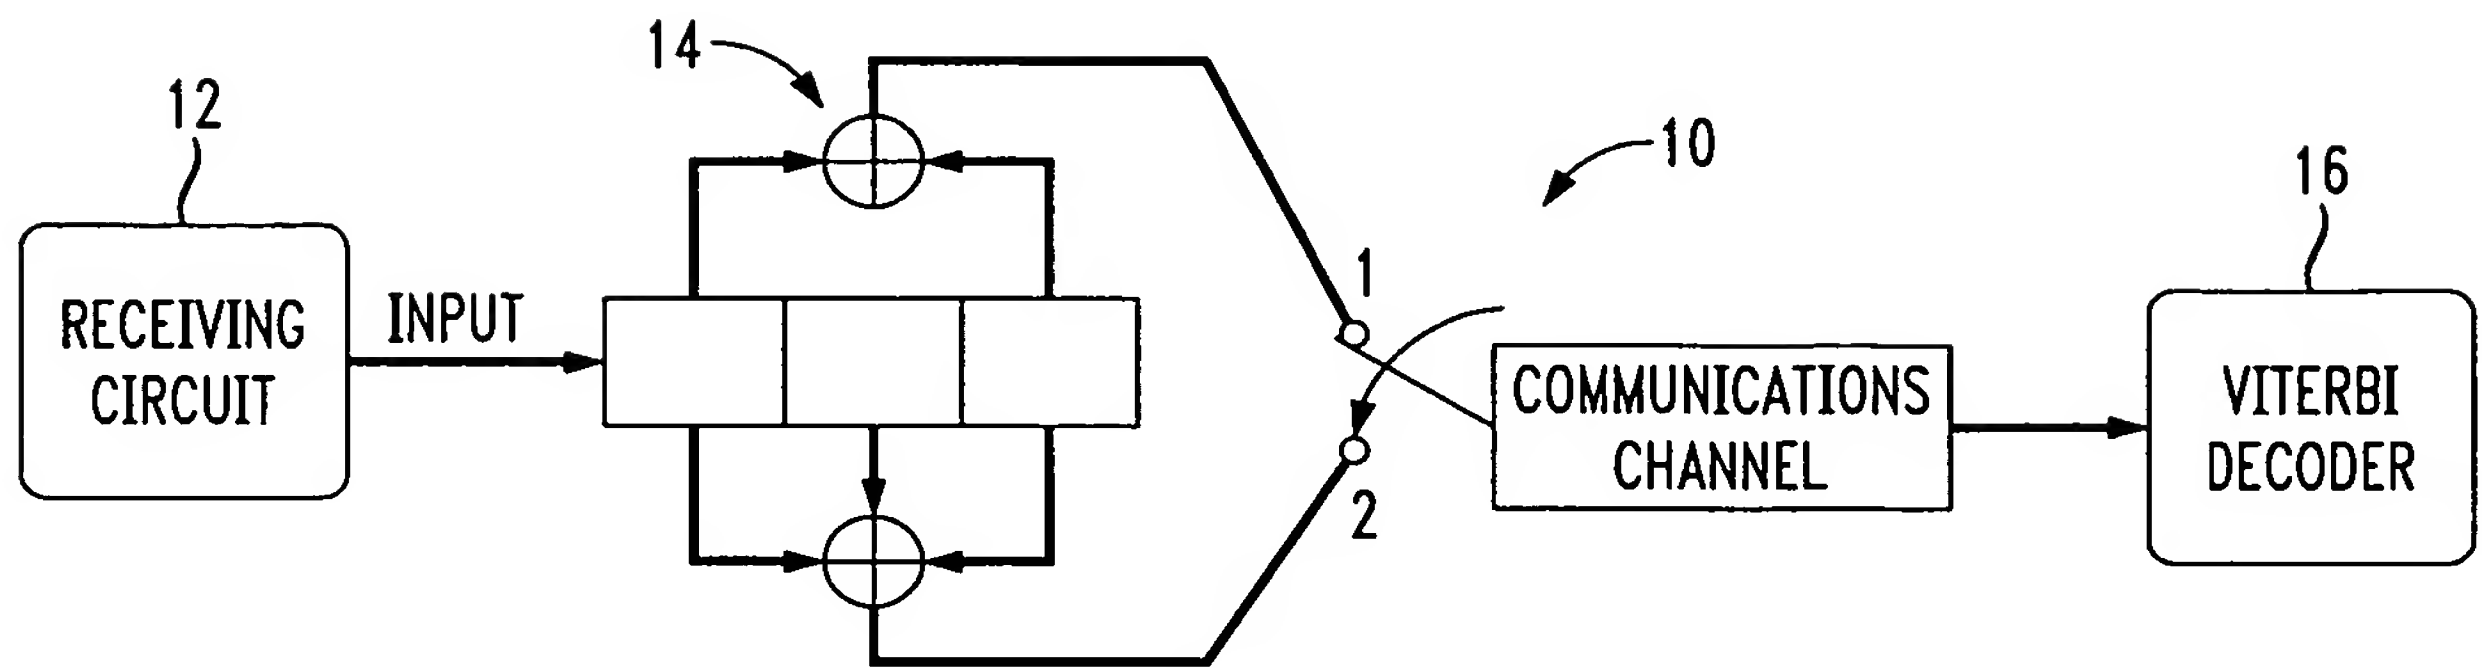 14
12
10
16
RECEIVING
CIRCUIT
INPUT
1
2
COMMUNICATIONS
CHANNEL
VITERBI
DECODER